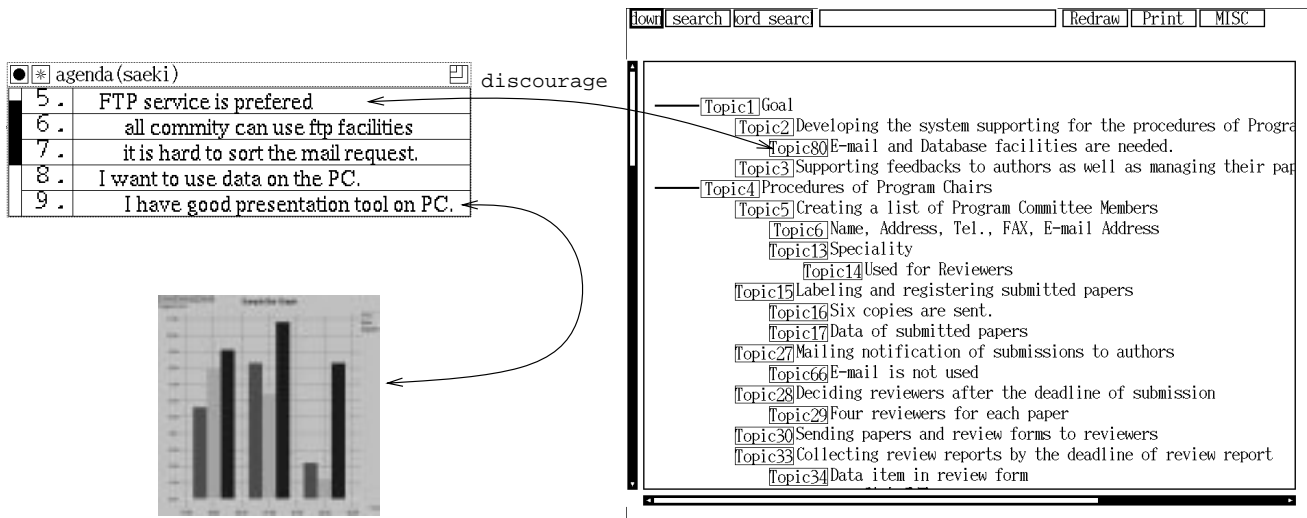 down search ord searc Redraw Print MISC
agenda(saeki)
5. FTP service is prefered
6. all commity can use ftp facilities
7. it is hard to sort the mail request.
8. I want to use data on the PC.
9. I have good presentation tool on PC.
discourage
Topic1 Goal
Topic2 Developing the system supporting for the procedures of Progra
Topic80 E-mail and Database facilities are needed.
Topic3 Supporting feedbacks to authors as well as managing their pap
Topic4 Procedures of Program Chairs
Topic5 Creating a list of Program Committee Members
Topic6 Name, Address, Tel., FAX, E-mail Address
Topic13 Speciality
Topic14 Used for Reviewers
Topic15 Labeling and registering submitted papers
Topic16 Six copies are sent.
Topic17 Data of submitted papers
Topic27 Mailing notification of submissions to authors
Topic66 E-mail is not used
Topic28 Deciding reviewers after the deadline of submission
Topic29 Four reviewers for each paper
Topic30 Sending papers and review forms to reviewers
Topic33 Collecting review reports by the deadline of review report
Topic34 Data item in review form